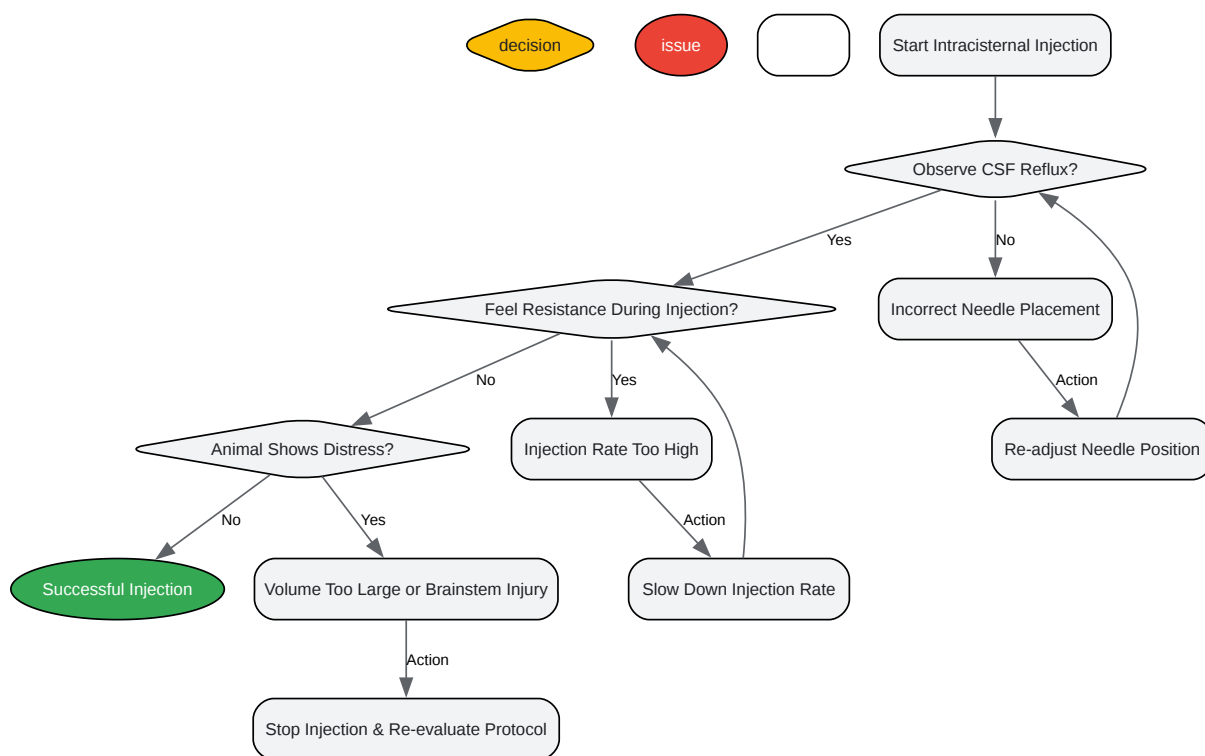 decision
issue
Start Intracisternal Injection
Observe CSF Reflux?
Yes
No
Feel Resistance During Injection?
Incorrect Needle Placement
No
Yes
Action
Animal Shows Distress?
Injection Rate Too High
Re-adjust Needle Position
No
Yes
Action
Successful Injection
Volume Too Large or Brainstem Injury
Slow Down Injection Rate
Action
Stop Injection & Re-evaluate Protocol